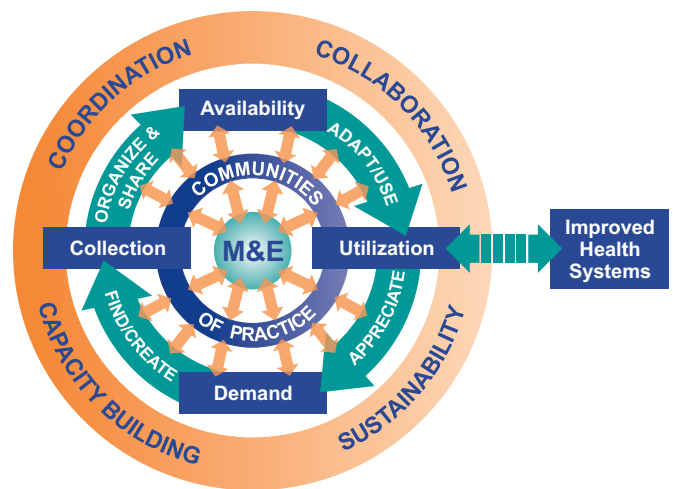 COORDINATION
COLLABORATION
Availability
ORGANIZE &
SHARE
ADAPT/USE
COMMUNITIES
Collection
M&E
Utilization
Improved
Health
Systems
OF PRACTICE
FIND/CREATE
APPRECIATE
Demand
CAPACITY BUILDING
SUSTAINABILITY